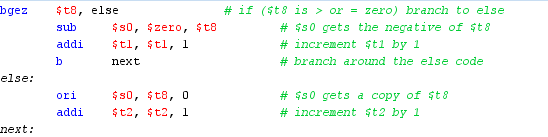 bgez $t8, else # if ($t8 is > or = zero) branch to else
sub $s0, $zero, $t8 # $s0 gets the negative of $t8
addi $t1, $t1, 1 # increment $t1 by 1
b next # branch around the else code
else:
ori $s0, $t8, 0 # $s0 gets a copy of $t8
addi $t2, $t2, 1 # increment $t2 by 1
next: